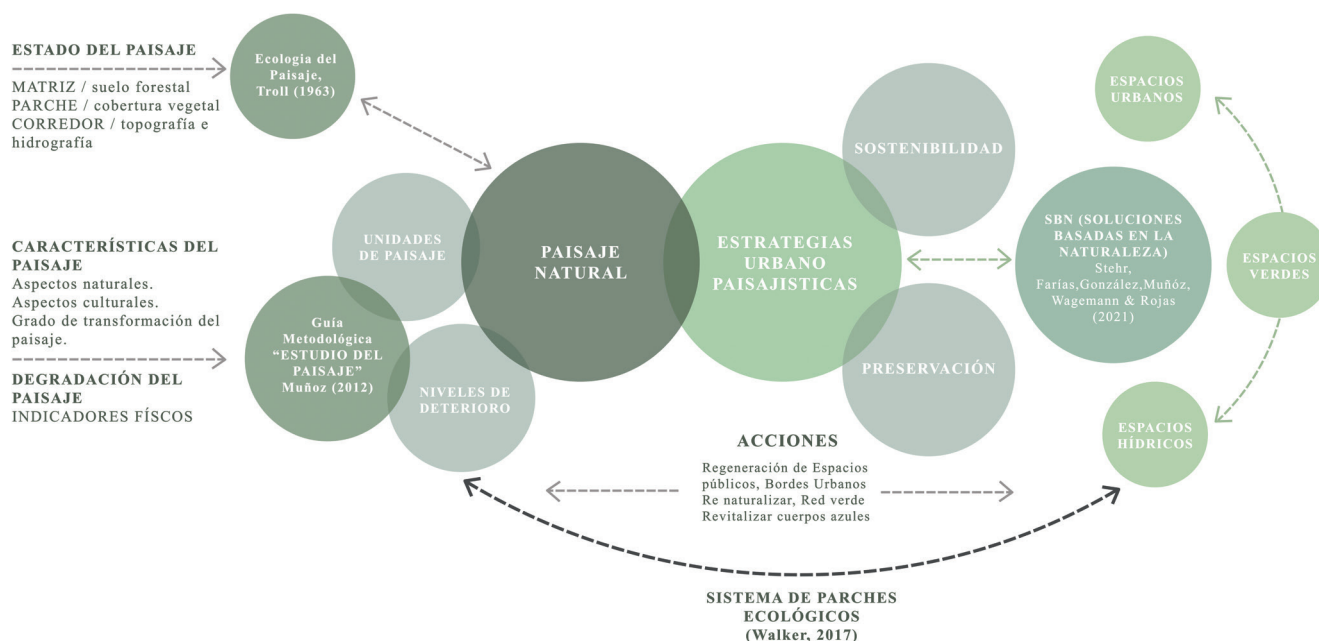 ESTADO DEL PAISAJE
MATRIZ / suelo forestal
PARCHE / cobertura vegetal
CORREDOR / topografía e
hidrografía
Ecologia del
Paisaje,
Troll (1963)
CARACTERÍSTICAS DEL
PAISAJE
Aspectos naturales.
Aspectos culturales.
Grado de transformación del
paisaje.
DEGRADACIÓN DEL
PAISAJE
INDICADORES FÍSCOS
UNIDADES
DE PAISAJE
Guía
Metodológica
“ESTUDIO DEL
PAISAJE”
Muñoz (2012)
NIVELES DE
DETERIORO
PAISAJE
NATURAL
ESTRATEGIAS
URBANO
PAISAJISTICAS
SOSTENIBILIDAD
PRESERVACIÓN
SBN (SOLUCIONES
BASADAS EN LA
NATURALEZA)
Stehr,
Farías,González,Muñóz,
Wagemann & Rojas
(2021)
ESPACIOS
URBANOS
ESPACIOS
VERDES
ESPACIOS
HÍDRICOS
ACCIONES
Regeneración de Espacios
públicos, Bordes Urbanos
Re naturalizar, Red verde
Revitalizar cuerpos azules
SISTEMA DE PARCHES
ECOLÓGICOS
(Walker, 2017)